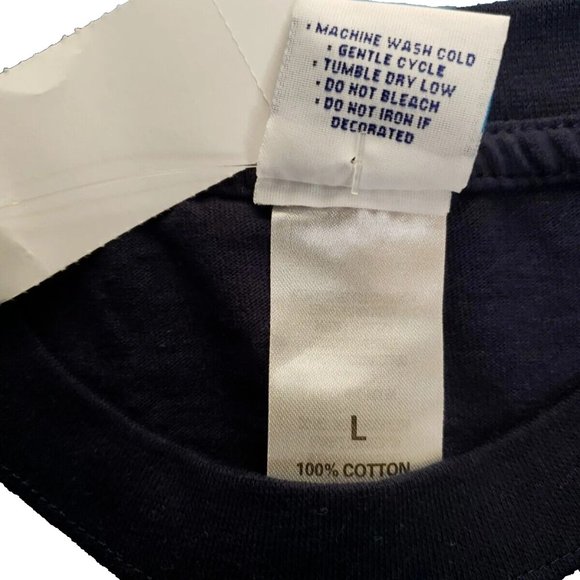 • MACHINE WASH COLD
• GENTLE CYCLE
• TUMBLE DRY LOW
• DO NOT BLEACH
• DO NOT IRON IF
DECORATED
L
100% COTTON